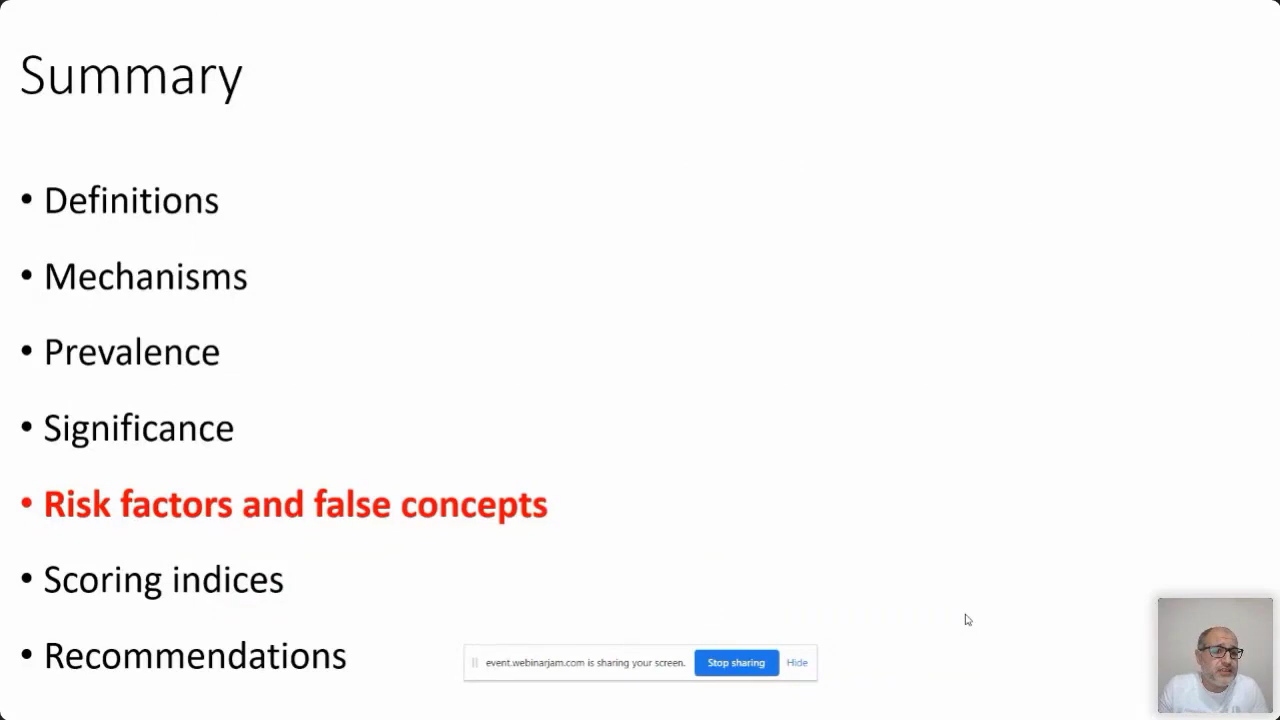 Summary
• Definitions
• Mechanisms
• Prevalence
• Significance
• Risk factors and false concepts
• Scoring indices
• Recommendations
event.webinarjam.com is sharing your screen. Stop sharing Hide